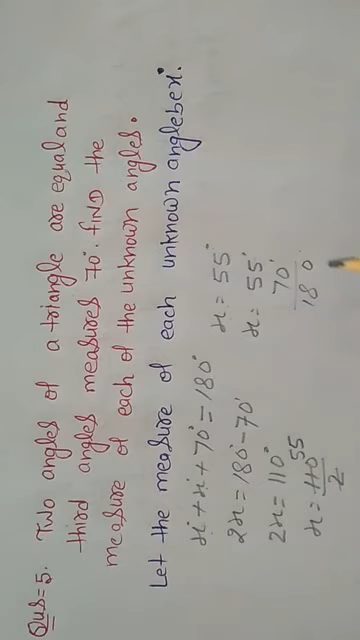 Qus=5. Two angles of a triangle are equal and
third angles measures 70°. FIND the
measure of each of the unknown angles.
Let the measure of each unknown angle be x°.
x° + x° + 70° = 180°
2x = 180° - 70°
2x = 110°
x = 110° 55
2
x = 55°
x = 55°
70°
180